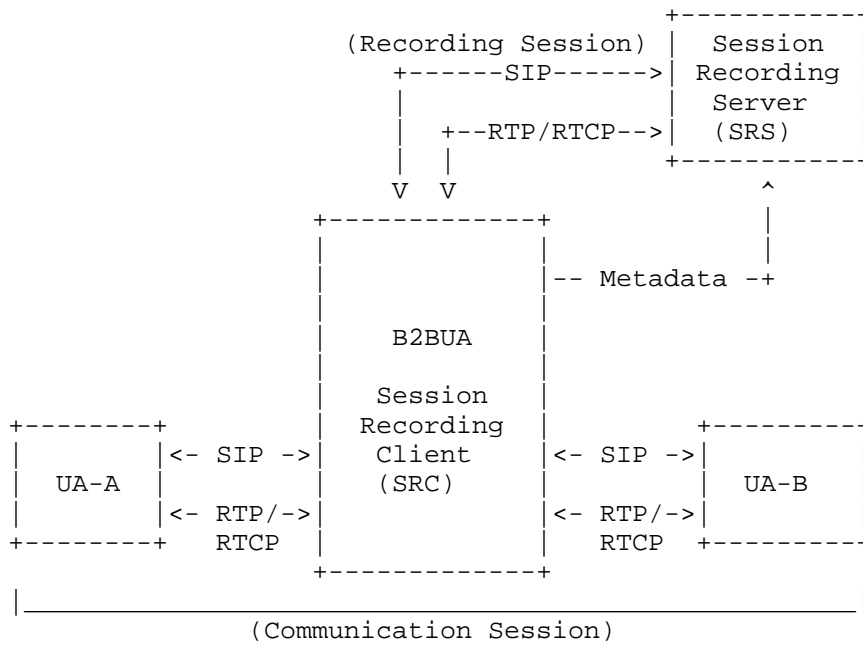 (Recording Session) Session
SIP Recording
Server
RTP/RTCP (SRS)
Metadata
B2BUA
Session
Recording
SIP Client SIP
UA-A (SRC) UA-B
RTP/ RTP/
RTCP RTCP
(Communication Session)